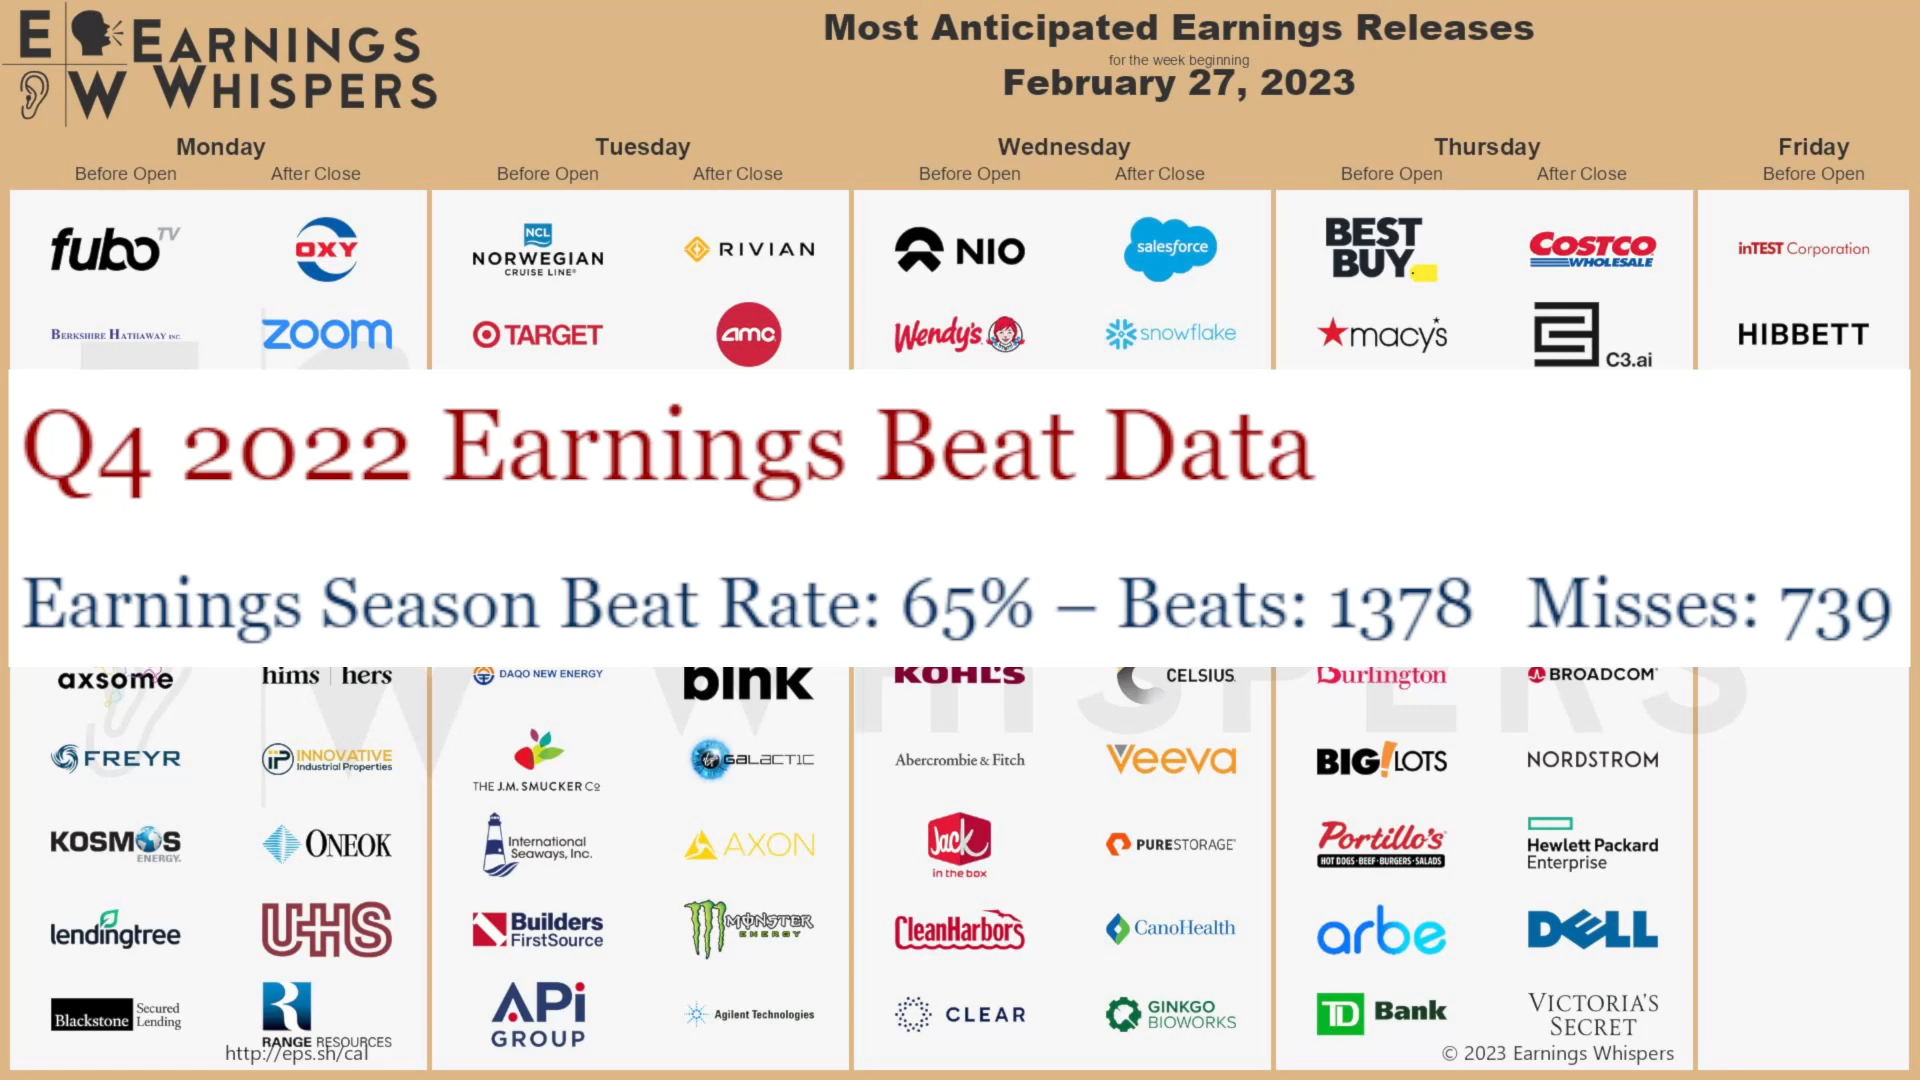 E
EARNINGS
W
WHISPERS
Most Anticipated Earnings Releases
for the week beginning
February 27, 2023
Monday
Tuesday
Wednesday
Thursday
Friday
Before Open
After Close
Before Open
After Close
Before Open
After Close
Before Open
After Close
Before Open
fubo TV
OXY
NCL
NORWEGIAN
CRUISE LINE®
RIVIAN
NIO
salesforce
BEST
BUY
COSTCO
WHOLESALE
inTEST Corporation
BERKSHIRE HATHAWAY INC.
zoom
TARGET
amc
Wendy's
snowflake
macy's
C3.ai
HIBBETT
Q4 2022 Earnings Beat Data
Earnings Season Beat Rate: 65% – Beats: 1378 Misses: 739
axsome
hims hers
DAQO NEW ENERGY
blnk
KOHL'S
CELSIUS
Burlington
BROADCOM
FREYR
IP INNOVATIVE
Industrial Properties
THE J.M. SMUCKER Co
GALACTIC
Abercrombie & Fitch
Veeva
BIG! LOTS
NORDSTROM
KOSMOS
ENERGY.
ONEOK
International
Seaways, Inc.
AXON
Jack
in the box
PURESTORAGE
Portillo's
HOT DOGS·BEEF·BURGERS·SALADS
Hewlett Packard
Enterprise
lendingtree
UHS
Builders
FirstSource
MONSTER
ENERGY
CleanHarbors
CanoHealth
arbe
DELL
Blackstone
Secured
Lending
RANGE RESOURCES
APi
GROUP
Agilent Technologies
CLEAR
GINKGO
BIOWORKS
TD Bank
VICTORIA'S
SECRET
http://eps.sh/cal
© 2023 Earnings Whispers